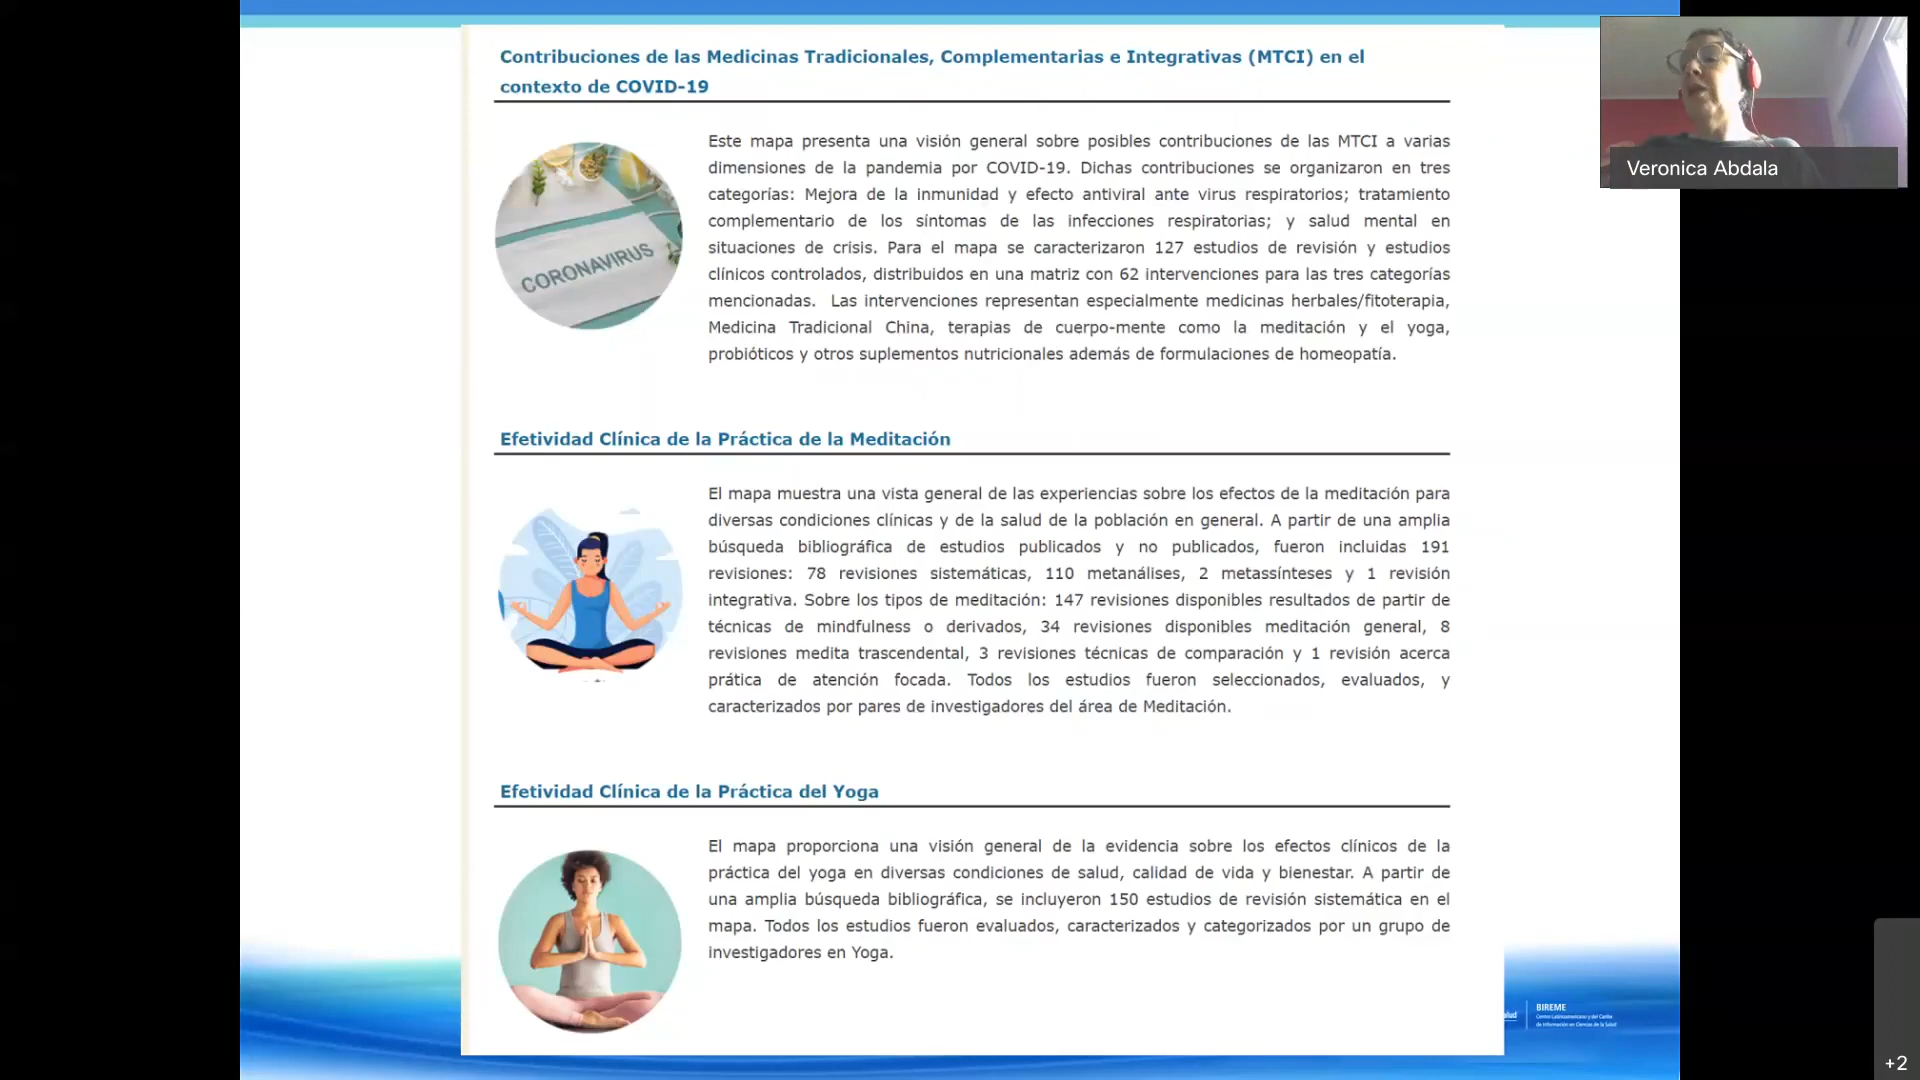 Contribuciones de las Medicinas Tradicionales, Complementarias e Integrativas (MTCI) en el
contexto de COVID-19
CORONAVIRUS
Este mapa presenta una visión general sobre posibles contribuciones de las MTCI a varias
dimensiones de la pandemia por COVID-19. Dichas contribuciones se organizaron en tres
categorías: Mejora de la inmunidad y efecto antiviral ante virus respiratorios; tratamiento
complementario de los síntomas de las infecciones respiratorias; y salud mental en
situaciones de crisis. Para el mapa se caracterizaron 127 estudios de revisión y estudios
clínicos controlados, distribuidos en una matriz con 62 intervenciones para las tres categorías
mencionadas. Las intervenciones representan especialmente medicinas herbales/fitoterapia,
Medicina Tradicional China, terapias de cuerpo-mente como la meditación y el yoga,
probióticos y otros suplementos nutricionales además de formulaciones de homeopatía.
Efetividad Clínica de la Práctica de la Meditación
El mapa muestra una vista general de las experiencias sobre los efectos de la meditación para
diversas condiciones clínicas y de la salud de la población en general. A partir de una amplia
búsqueda bibliográfica de estudios publicados y no publicados, fueron incluidas 191
revisiones: 78 revisiones sistemáticas, 110 metanálises, 2 metassínteses y 1 revisión
integrativa. Sobre los tipos de meditación: 147 revisiones disponibles resultados de partir de
técnicas de mindfulness o derivados, 34 revisiones disponibles meditación general, 8
revisiones medita trascendental, 3 revisiones técnicas de comparación y 1 revisión acerca
prática de atención focada. Todos los estudios fueron seleccionados, evaluados, y
caracterizados por pares de investigadores del área de Meditación.
Efetividad Clínica de la Práctica del Yoga
El mapa proporciona una visión general de la evidencia sobre los efectos clínicos de la
práctica del yoga en diversas condiciones de salud, calidad de vida y bienestar. A partir de
una amplia búsqueda bibliográfica, se incluyeron 150 estudios de revisión sistemática en el
mapa. Todos los estudios fueron evaluados, caracterizados y categorizados por un grupo de
investigadores en Yoga.
Veronica Abdala
alud
BIREME
Centro Latinoamericano y del Caribe
de Información en Ciencias de la Salud
+2